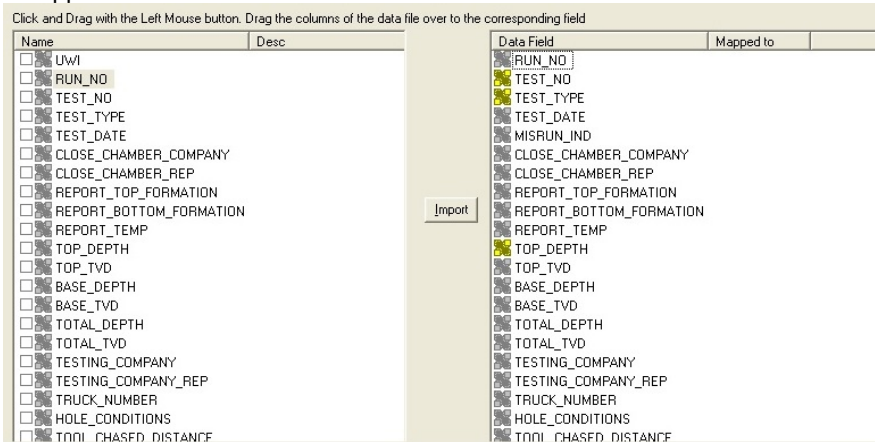 Click and Drag with the Left Mouse button. Drag the columns of the data file over to the corresponding field
Name Desc
UWI
RUN_NO
TEST_NO
TEST_TYPE
TEST_DATE
CLOSE_CHAMBER_COMPANY
CLOSE_CHAMBER_REP
REPORT_TOP_FORMATION
REPORT_BOTTOM_FORMATION
REPORT_TEMP
TOP_DEPTH
TOP_TVD
BASE_DEPTH
BASE_TVD
TOTAL_DEPTH
TOTAL_TVD
TESTING_COMPANY
TESTING_COMPANY_REP
TRUCK_NUMBER
HOLE_CONDITIONS
TOOL_CHASED_DISTANCE
Import
Data Field Mapped to
RUN_NO
TEST_NO
TEST_TYPE
TEST_DATE
MISRUN_IND
CLOSE_CHAMBER_COMPANY
CLOSE_CHAMBER_REP
REPORT_TOP_FORMATION
REPORT_BOTTOM_FORMATION
REPORT_TEMP
TOP_DEPTH
TOP_TVD
BASE_DEPTH
BASE_TVD
TOTAL_DEPTH
TOTAL_TVD
TESTING_COMPANY
TESTING_COMPANY_REP
TRUCK_NUMBER
HOLE_CONDITIONS
TOOL_CHASED_DISTANCE